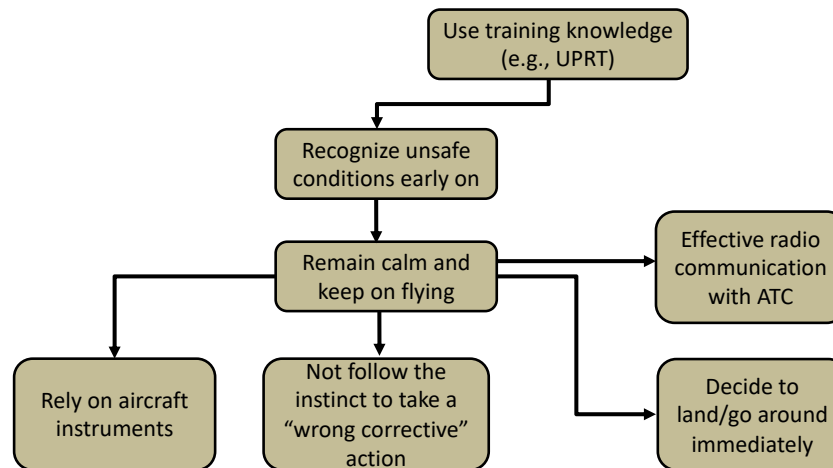 Use training knowledge
(e.g., UPRT)
Recognize unsafe
conditions early on
Remain calm and
keep on flying
Effective radio
communication
with ATC
Rely on aircraft
instruments
Not follow the
instinct to take a
“wrong corrective”
action
Decide to
land/go around
immediately